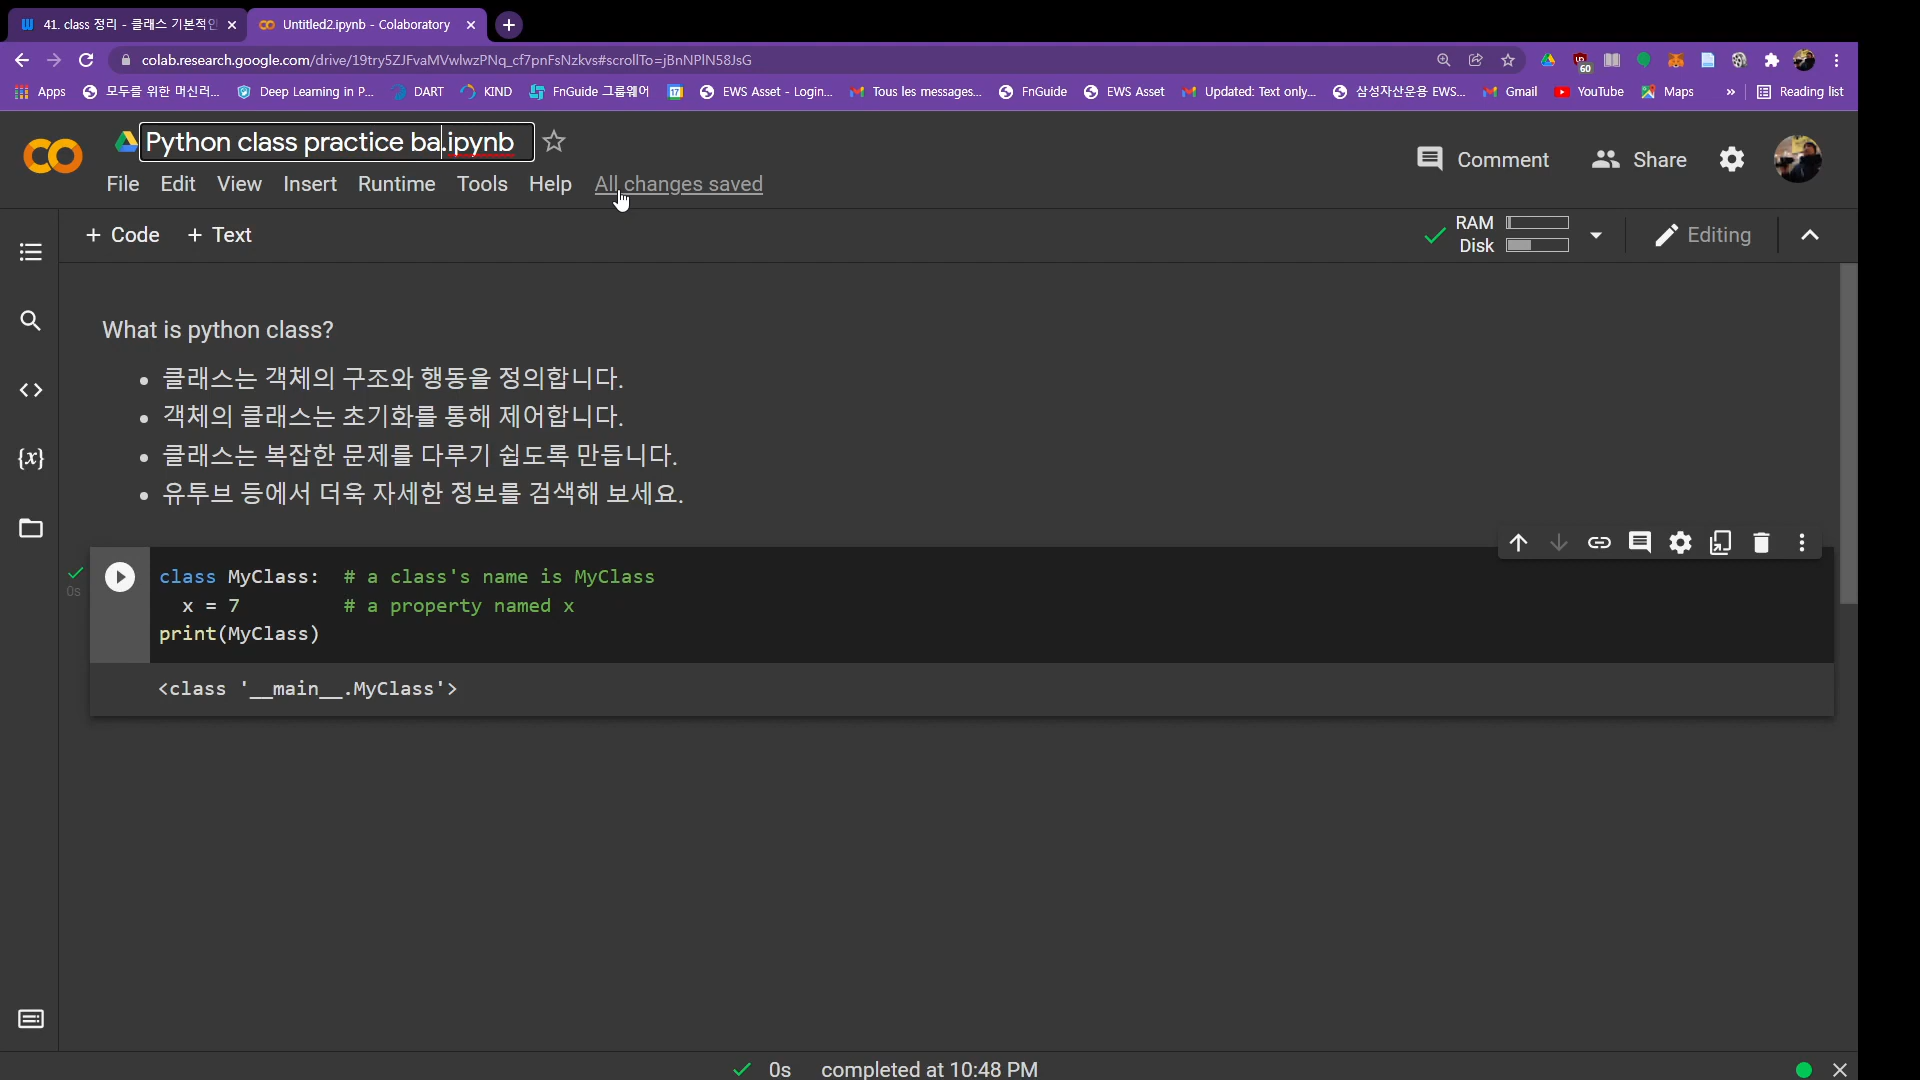 41. class 정리 - 클래스 기본적인
Untitled2.ipynb - Colaboratory
colab.research.google.com/drive/19try5ZJFvaMVwlwzPNq_cf7pnFsNzkvs#scrollTo=jBnNPlN58JsG
60
Apps 모두를 위한 머신러... Deep Learning in P... DART KIND FnGuide 그룹웨어 17 EWS Asset - Login... Tous les messages... FnGuide EWS Asset Updated: Text only... 삼성자산운용 EWS... Gmail YouTube Maps » Reading list
Python class practice ba.ipynb
Comment Share
File Edit View Insert Runtime Tools Help All changes saved
+ Code + Text
RAM
Disk
Editing
What is python class?
• 클래스는 객체의 구조와 행동을 정의합니다.
• 객체의 클래스는 초기화를 통해 제어합니다.
• 클래스는 복잡한 문제를 다루기 쉽도록 만듭니다.
• 유투브 등에서 더욱 자세한 정보를 검색해 보세요.
0s
class MyClass:  # a class's name is MyClass
  x = 7         # a property named x
print(MyClass)
<class '__main__.MyClass'>
0s completed at 10:48 PM